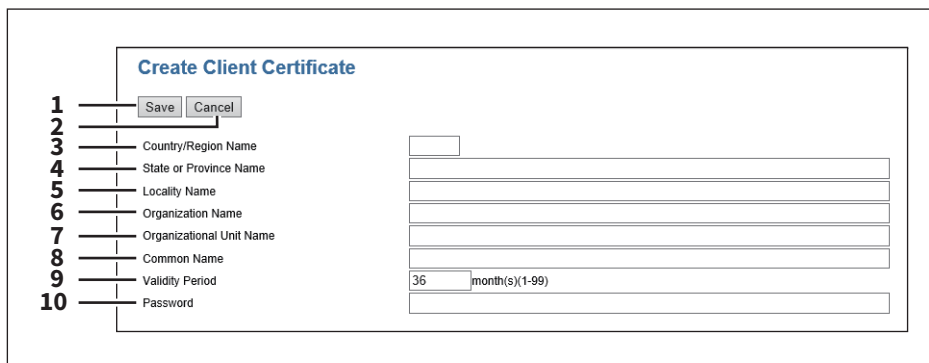 Create Client Certificate
1 Save Cancel
2
3 Country/Region Name
4 State or Province Name
5 Locality Name
6 Organization Name
7 Organizational Unit Name
8 Common Name
9 Validity Period 36 month(s)(1-99)
10 Password